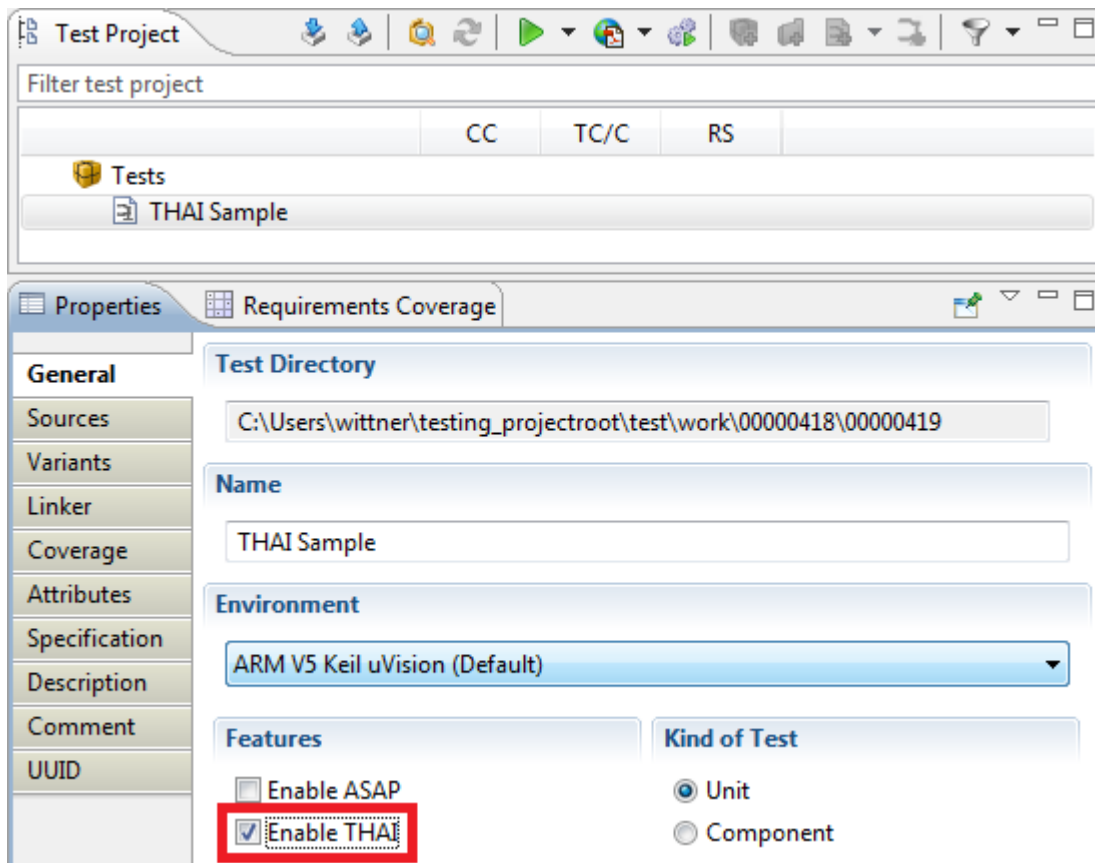 Test Project
Filter test project
CC TC/C RS
Tests
THAI Sample
Properties Requirements Coverage
General
Sources
Variants
Linker
Coverage
Attributes
Specification
Description
Comment
UUID
Test Directory
C:\Users\wittner\testing_projectroot\test\work\00000418\00000419
Name
THAI Sample
Environment
ARM V5 Keil uVision (Default)
Features
Enable ASAP
Enable THAI
Kind of Test
Unit
Component